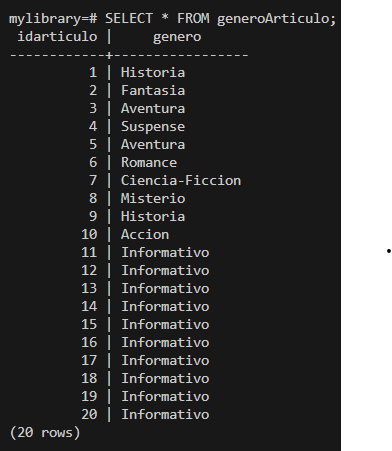 mylibrary=# SELECT * FROM generoArticulo;
idarticulo | genero
------------+----------------
1 | Historia
2 | Fantasia
3 | Aventura
4 | Suspense
5 | Aventura
6 | Romance
7 | Ciencia-Ficcion
8 | Misterio
9 | Historia
10 | Accion
11 | Informativo
12 | Informativo
13 | Informativo
14 | Informativo
15 | Informativo
16 | Informativo
17 | Informativo
18 | Informativo
19 | Informativo
20 | Informativo
(20 rows)